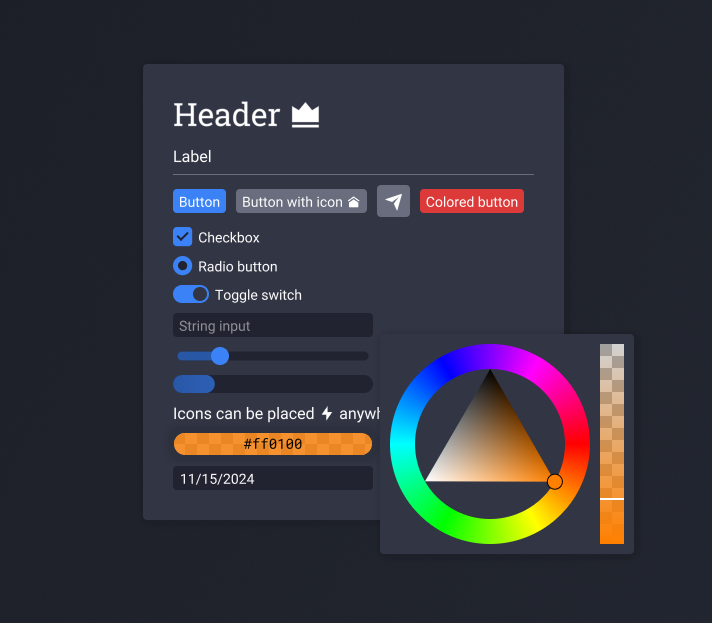 Header
Label
Button Button with icon Colored button
Checkbox
Radio button
Toggle switch
String input
Icons can be placed anywh
#ff0100
11/15/2024